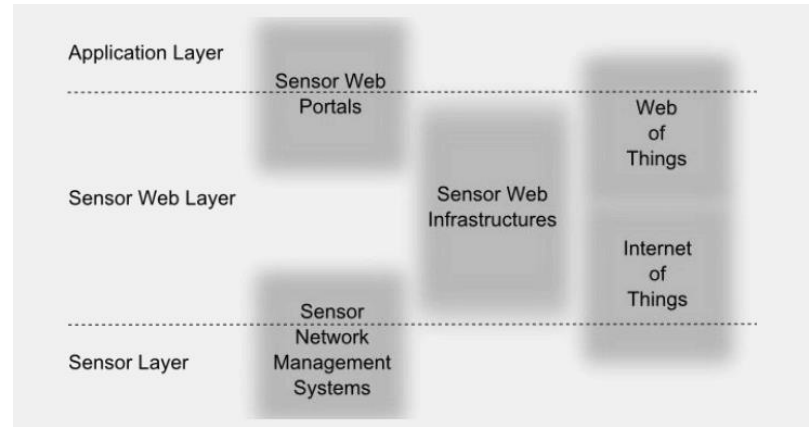 Application Layer
Sensor Web
Portals
Web
of
Things
Sensor Web Layer
Sensor Web
Infrastructures
Internet
of
Things
Sensor
Network
Management
Systems
Sensor Layer